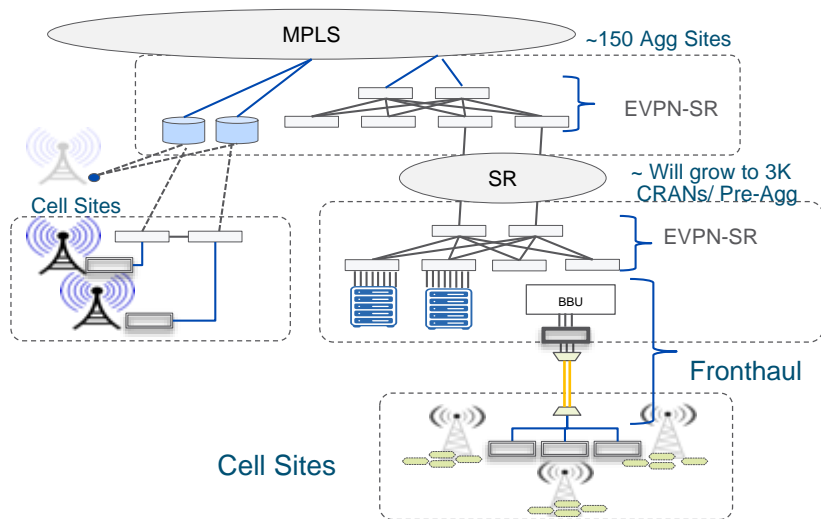 MPLS
~150 Agg Sites
EVPN-SR
SR
~ Will grow to 3K
CRANs/ Pre-Agg
Cell Sites
EVPN-SR
BBU
Fronthaul
Cell Sites